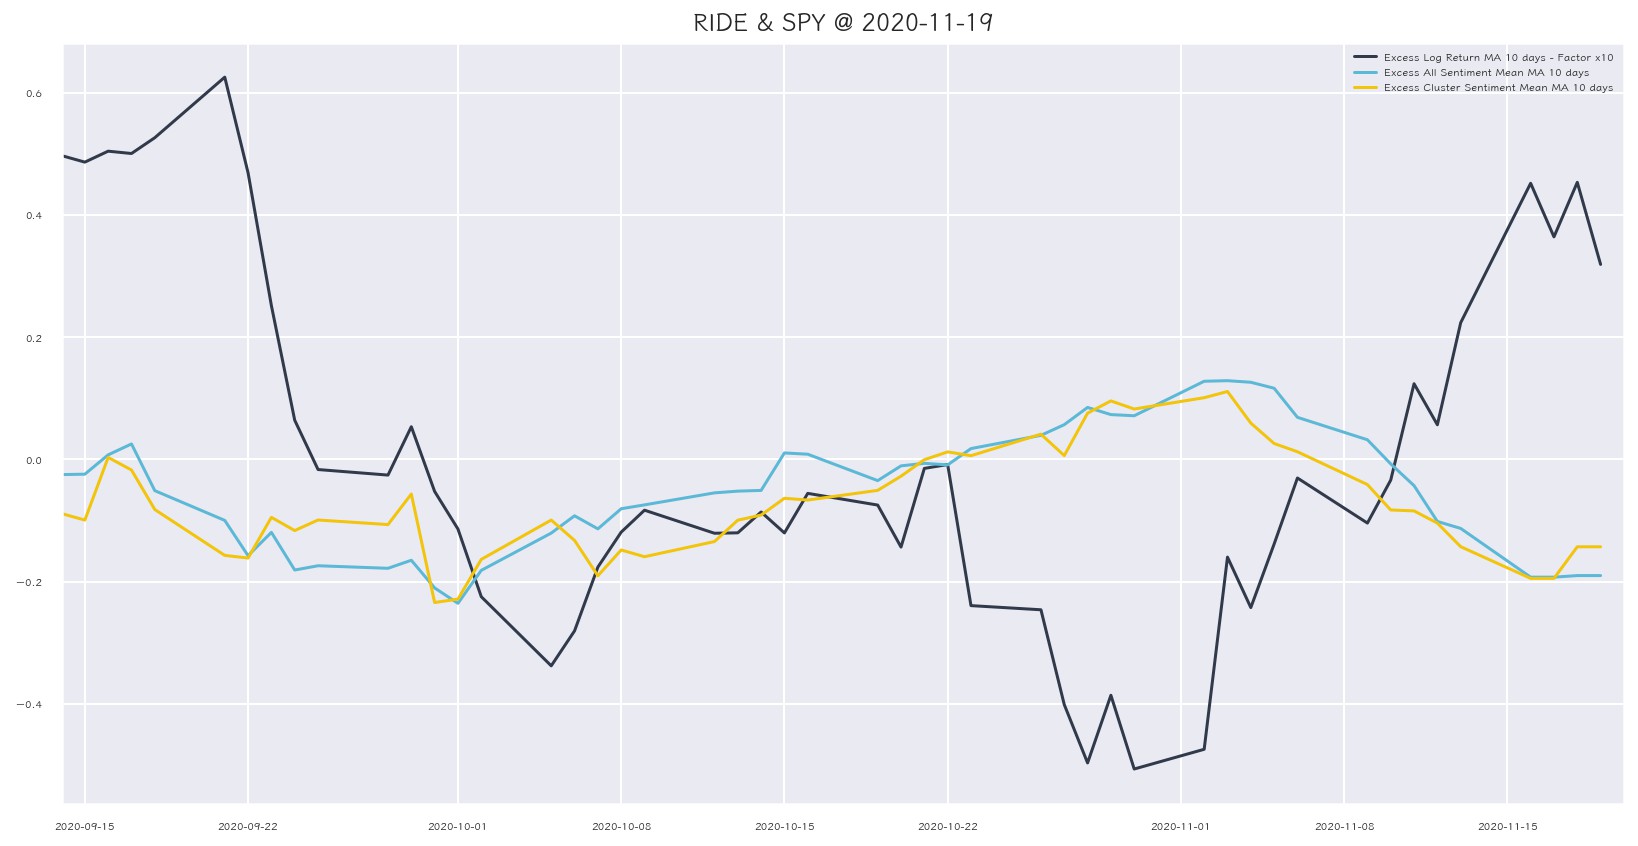 RIDE & SPY @ 2020-11-19
Excess Log Return MA 10 days - Factor x10
Excess All Sentiment Mean MA 10 days
Excess Cluster Sentiment Mean MA 10 days
0.6
0.4
0.2
0.0
−0.2
−0.4
2020-09-15 2020-09-22 2020-10-01 2020-10-08 2020-10-15 2020-10-22 2020-11-01 2020-11-08 2020-11-15